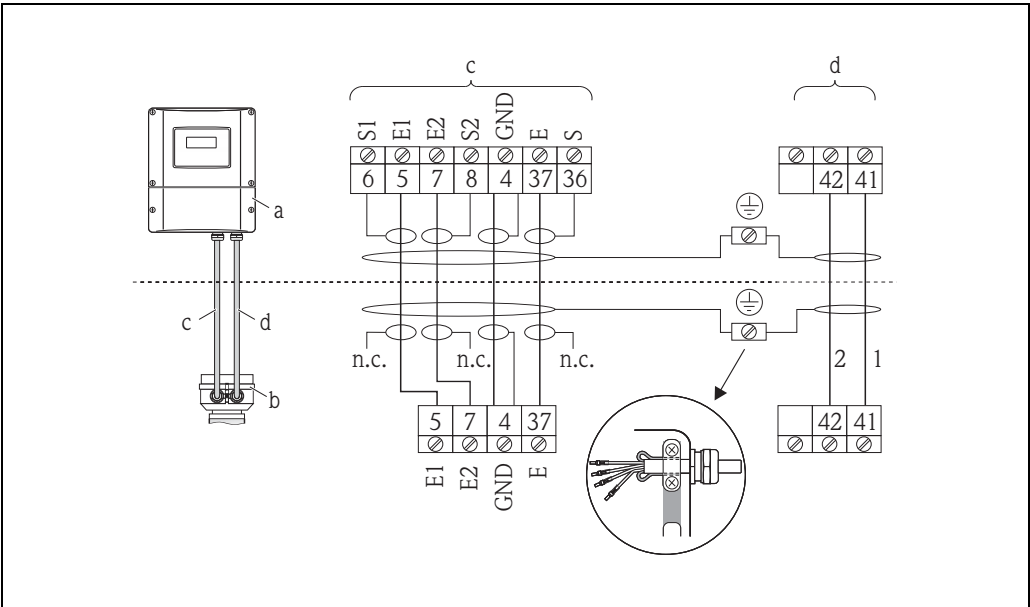 c
d
S1 E1 E2 S2 GND E S
6 5 7 8 4 37 36
42 41
a
c d
n.c. n.c. n.c.
2 1
b
5 7 4 37
42 41
E1 E2 GND E